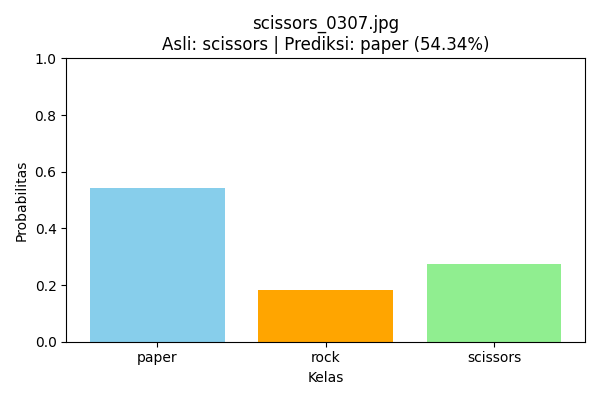 scissors_0307.jpg
Asli: scissors | Prediksi: paper (54.34%)
1.0
0.8
0.6
0.4
0.2
0.0
Probabilitas
paper rock scissors
Kelas